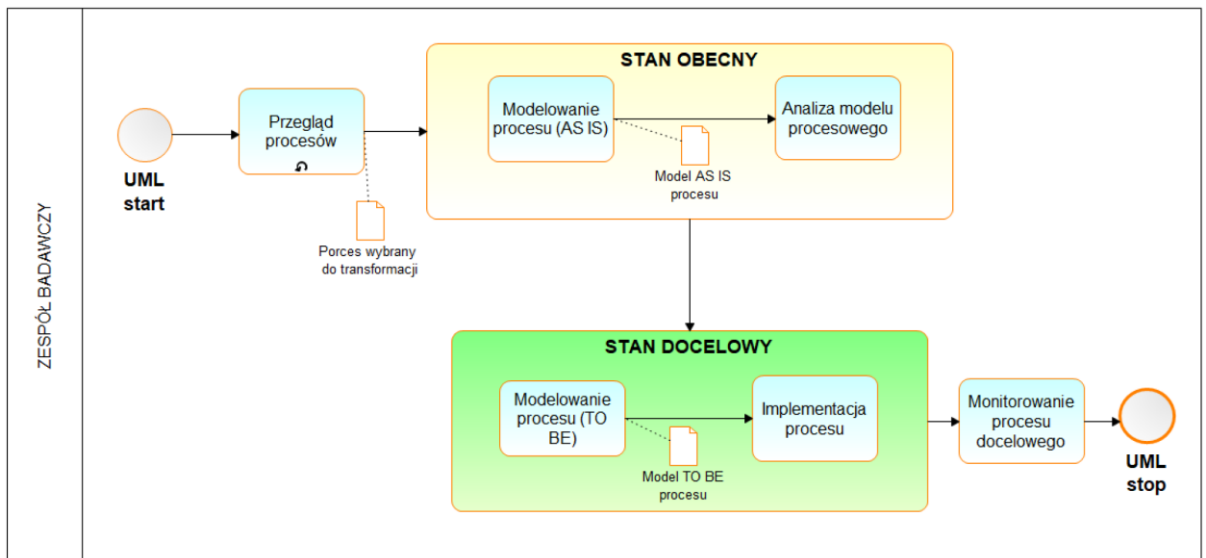 ZESPÓŁ BADAWCZY
UML
start
Przegląd
procesów
Porces wybrany
do transformacji
STAN OBECNY
Modelowanie
procesu (AS IS)
Model AS IS
procesu
Analiza modelu
procesowego
STAN DOCELOWY
Modelowanie
procesu (TO
BE)
Model TO BE
procesu
Implementacja
procesu
Monitorowanie
procesu
docelowego
UML
stop